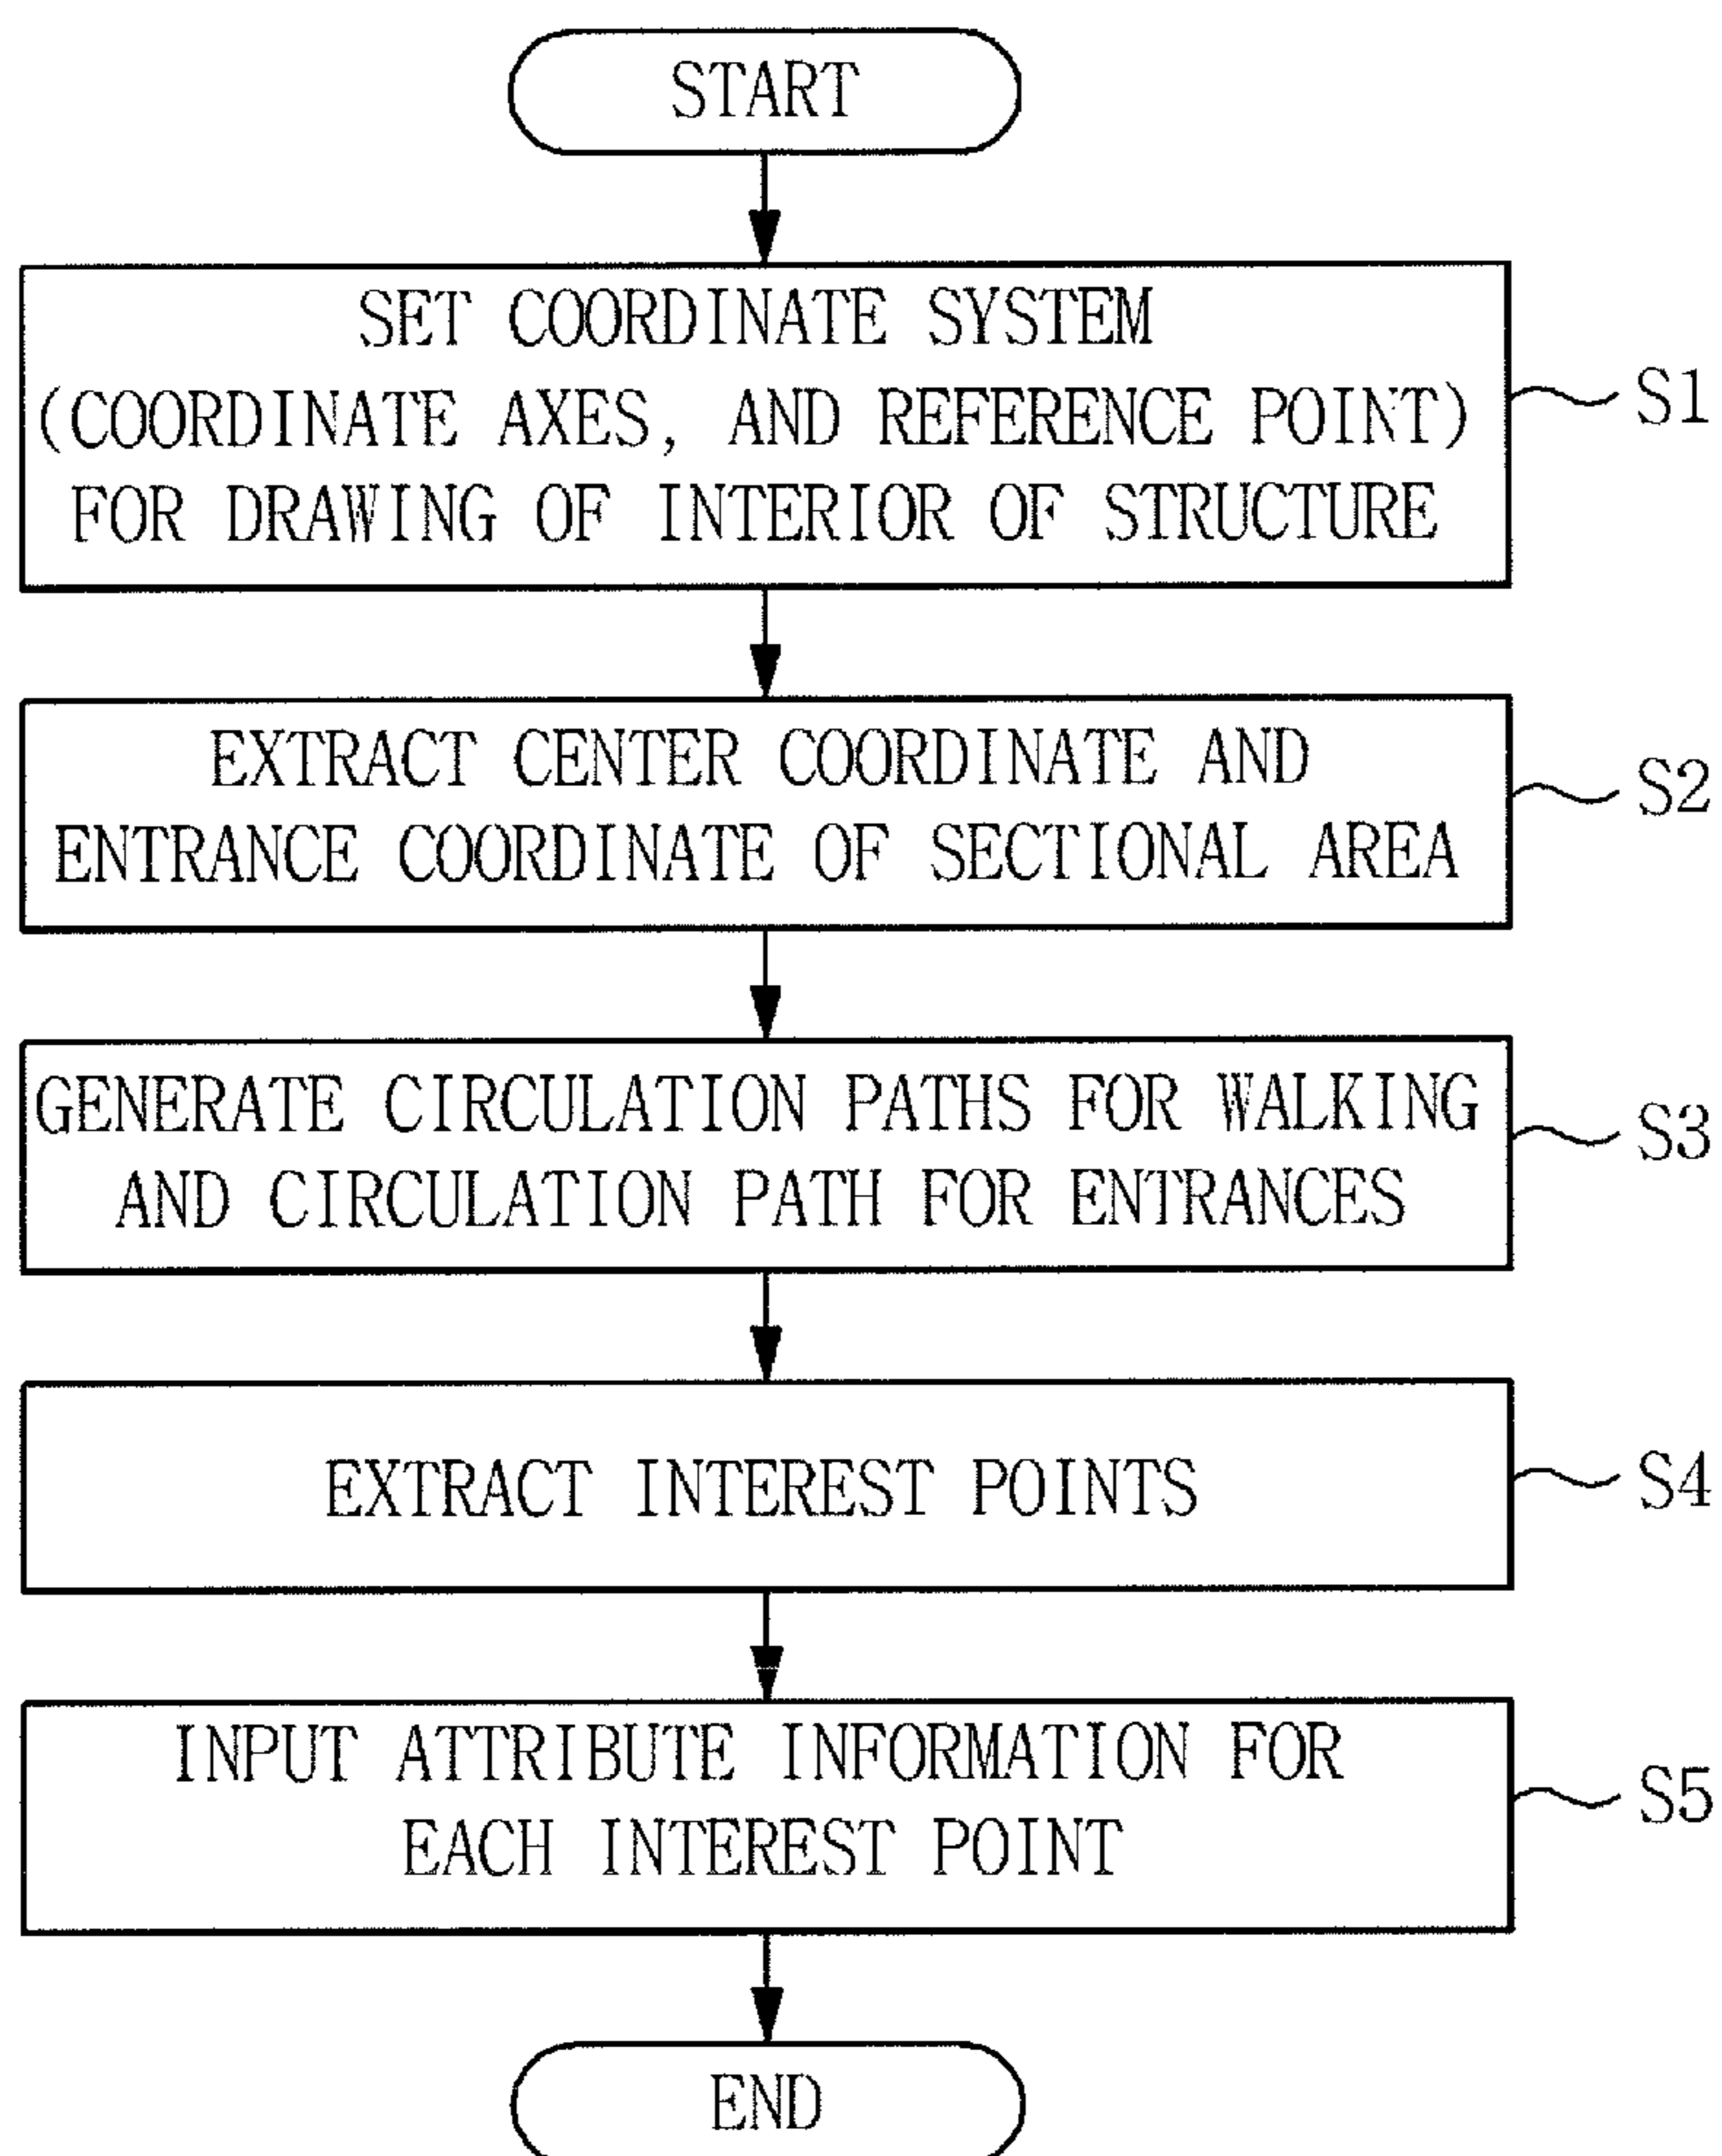 START
SET COORDINATE SYSTEM
(COORDINATE AXES, AND REFERENCE POINT)
FOR DRAWING OF INTERIOR OF STRUCTURE
S1
EXTRACT CENTER COORDINATE AND
ENTRANCE COORDINATE OF SECTIONAL AREA
S2
GENERATE CIRCULATION PATHS FOR WALKING
AND CIRCULATION PATH FOR ENTRANCES
S3
EXTRACT INTEREST POINTS
S4
INPUT ATTRIBUTE INFORMATION FOR
EACH INTEREST POINT
S5
END